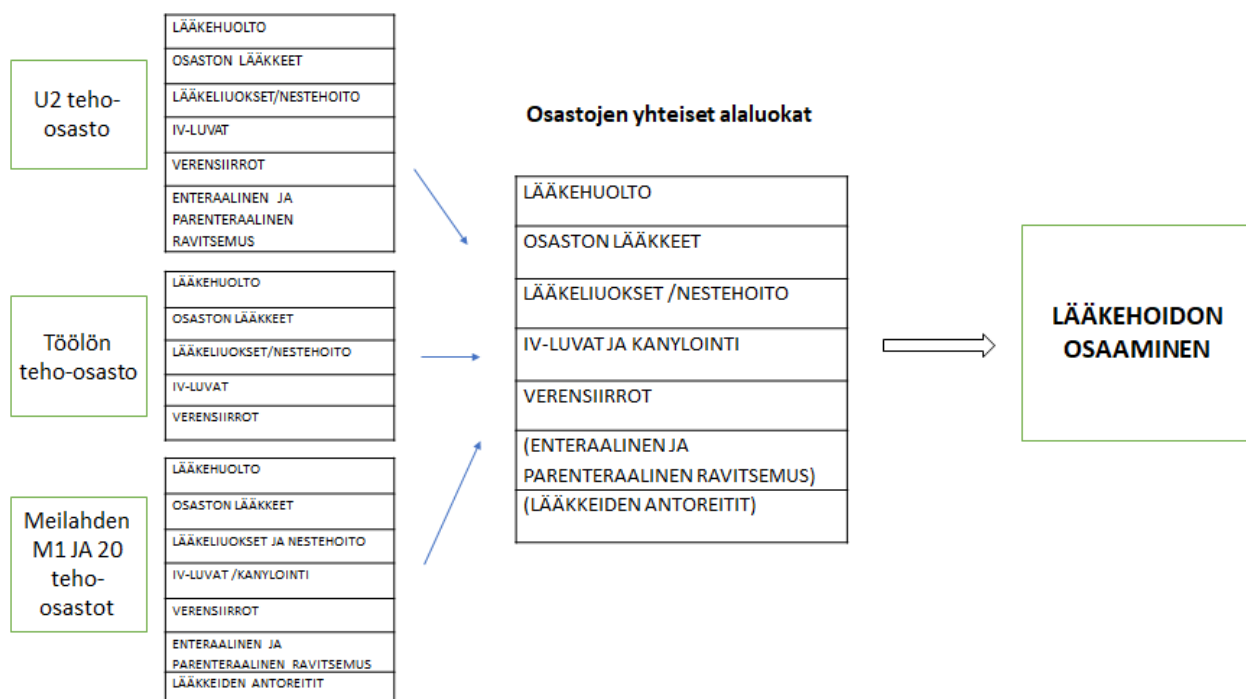 U2 teho-
osasto
LÄÄKEHUOLTO
OSASTON LÄÄKKEET
LÄÄKELIUOKSET/NESTEHOITO
IV-LUVAT
VERENSIIRROT
ENTERAALINEN JA
PARENTERAALINEN
RAVITSEMUS
Töölön
teho-osasto
LÄÄKEHUOLTO
OSASTON LÄÄKKEET
LÄÄKELIUOKSET/NESTEHOITO
IV-LUVAT
VERENSIIRROT
Meilahden
M1 JA 20
teho-
osastot
LÄÄKEHUOLTO
OSASTON LÄÄKKEET
LÄÄKELIUOKSET JA NESTEHOITO
IV-LUVAT /KANYLOINTI
VERENSIIRROT
ENTERAALINEN JA
PARENTERAALINEN RAVITSEMUS
LÄÄKKEIDEN ANTOREITIT
Osastojen yhteiset alaluokat
LÄÄKEHUOLTO
OSASTON LÄÄKKEET
LÄÄKELIUOKSET /NESTEHOITO
IV-LUVAT JA KANYLOINTI
VERENSIIRROT
(ENTERAALINEN JA
PARENTERAALINEN RAVITSEMUS)
(LÄÄKKEIDEN ANTOREITIT)
LÄÄKEHOIDON
OSAAMINEN